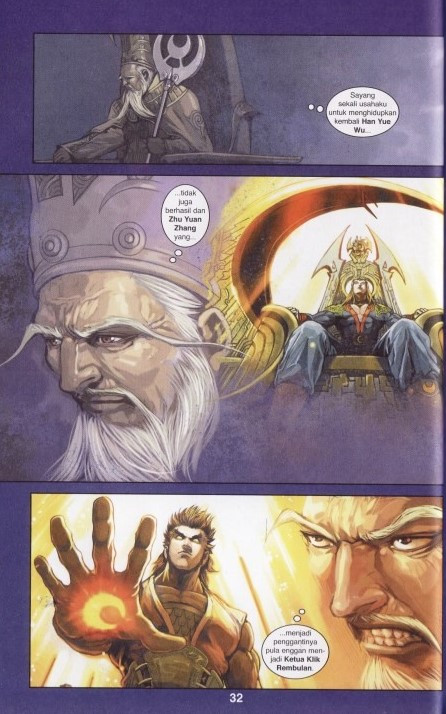 Sayang
sekali usahaku
untuk menghidupkan
kembali Han Yue
Wu...
...tidak
juga
berhasil dan
Zhu Yuan
Zhang
yang...
...menjadi
penggantinya
pula enggan men-
jadi Ketua Klik
Rembulan.
32